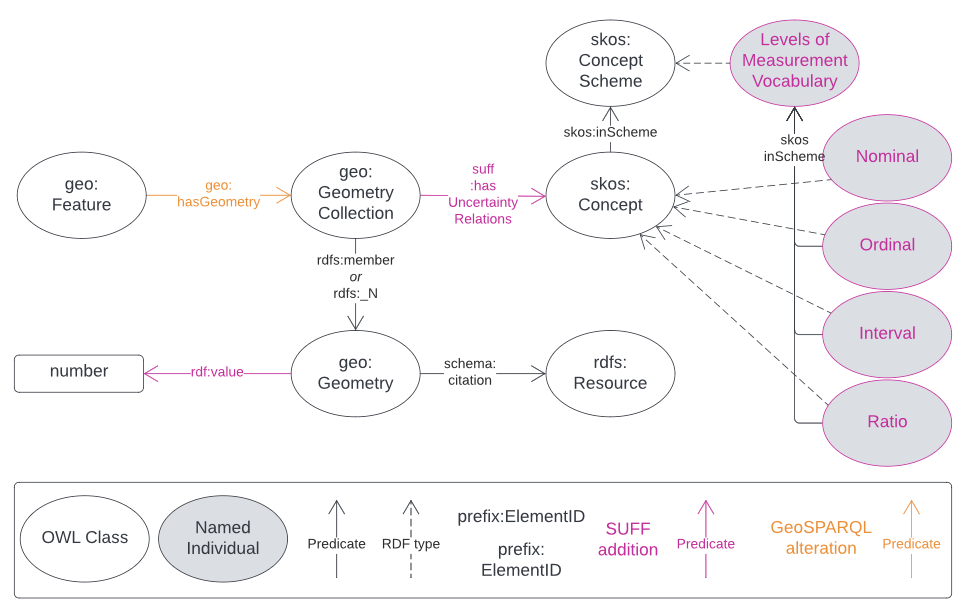 skos:
Concept
Scheme
Levels of
Measurement
Vocabulary
skos:inScheme
skos
inScheme
Nominal
geo:
Feature
geo:
hasGeometry
geo:
Geometry
Collection
suff
:has
Uncertainty
Relations
skos:
Concept
Ordinal
rdfs:member
or
rdfs:_N
Interval
number
rdf:value
geo:
Geometry
schema:
citation
rdfs:
Resource
Ratio
OWL Class
Named
Individual
Predicate
RDF type
prefix:ElementID
prefix:
ElementID
SUFF
addition
Predicate
GeoSPARQL
alteration
Predicate